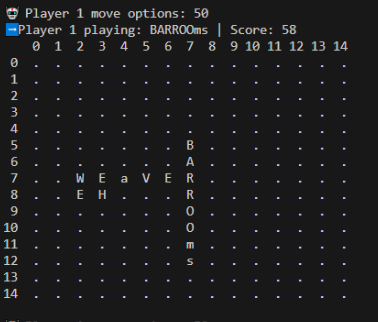 Player 1 move options: 50
Player 1 playing: BARROOms | Score: 58
0 1 2 3 4 5 6 7 8 9 10 11 12 13 14
0 . . . . . . . . . . . . . . .
1 . . . . . . . . . . . . . . .
2 . . . . . . . . . . . . . . .
3 . . . . . . . . . . . . . . .
4 . . . . . . . . . . . . . . .
5 . . . . . . . B . . . . . . .
6 . . . . . . . A . . . . . . .
7 . . W E a V E R . . . . . . .
8 . . E H . . . R . . . . . . .
9 . . . . . . . O . . . . . . .
10 . . . . . . . O . . . . . . .
11 . . . . . . . m . . . . . . .
12 . . . . . . . s . . . . . . .
13 . . . . . . . . . . . . . . .
14 . . . . . . . . . . . . . . .